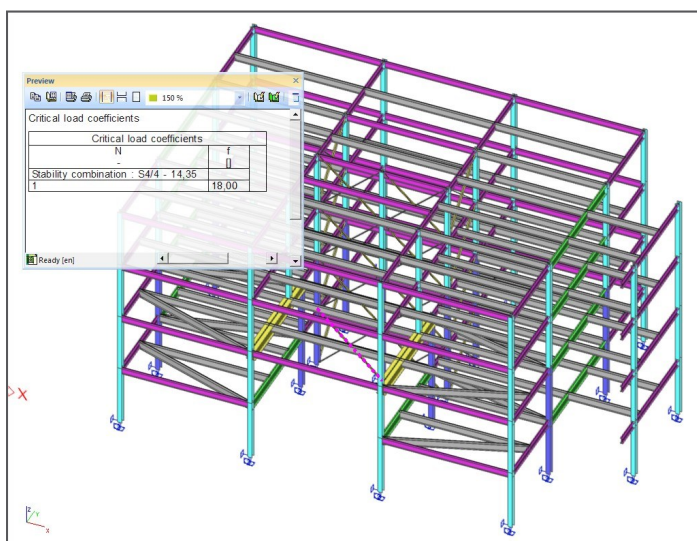 Preview
150 %
Critical load coefficients
Critical load coefficients
N f
- []
Stability combination : S4/4 - 14,35
1 18,00
Ready [en]
X
Z
Y
X